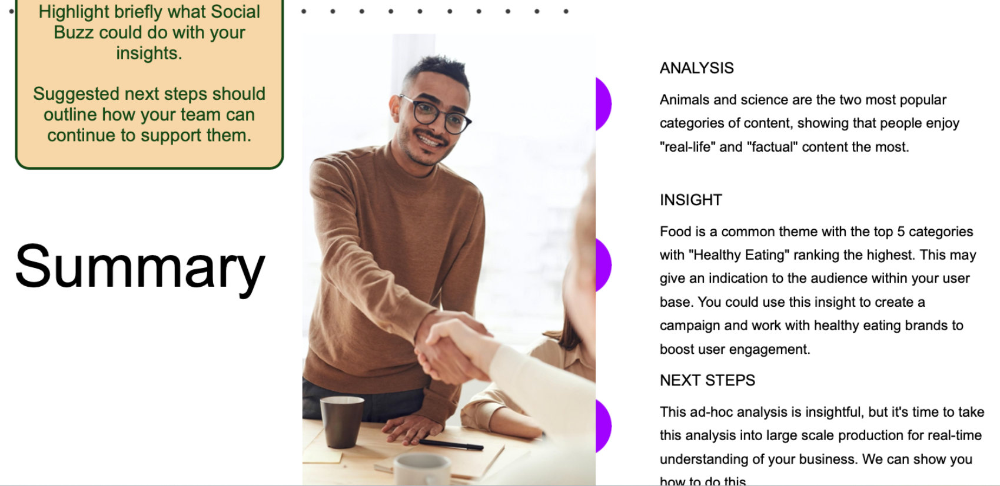 Highlight briefly what Social
Buzz could do with your
insights.
Suggested next steps should
outline how your team can
continue to support them.
Summary
ANALYSIS
Animals and science are the two most popular
categories of content, showing that people enjoy
"real-life" and "factual" content the most.
INSIGHT
Food is a common theme with the top 5 categories
with "Healthy Eating" ranking the highest. This may
give an indication to the audience within your user
base. You could use this insight to create a
campaign and work with healthy eating brands to
boost user engagement.
NEXT STEPS
This ad-hoc analysis is insightful, but it's time to take
this analysis into large scale production for real-time
understanding of your business. We can show you
how to do this.